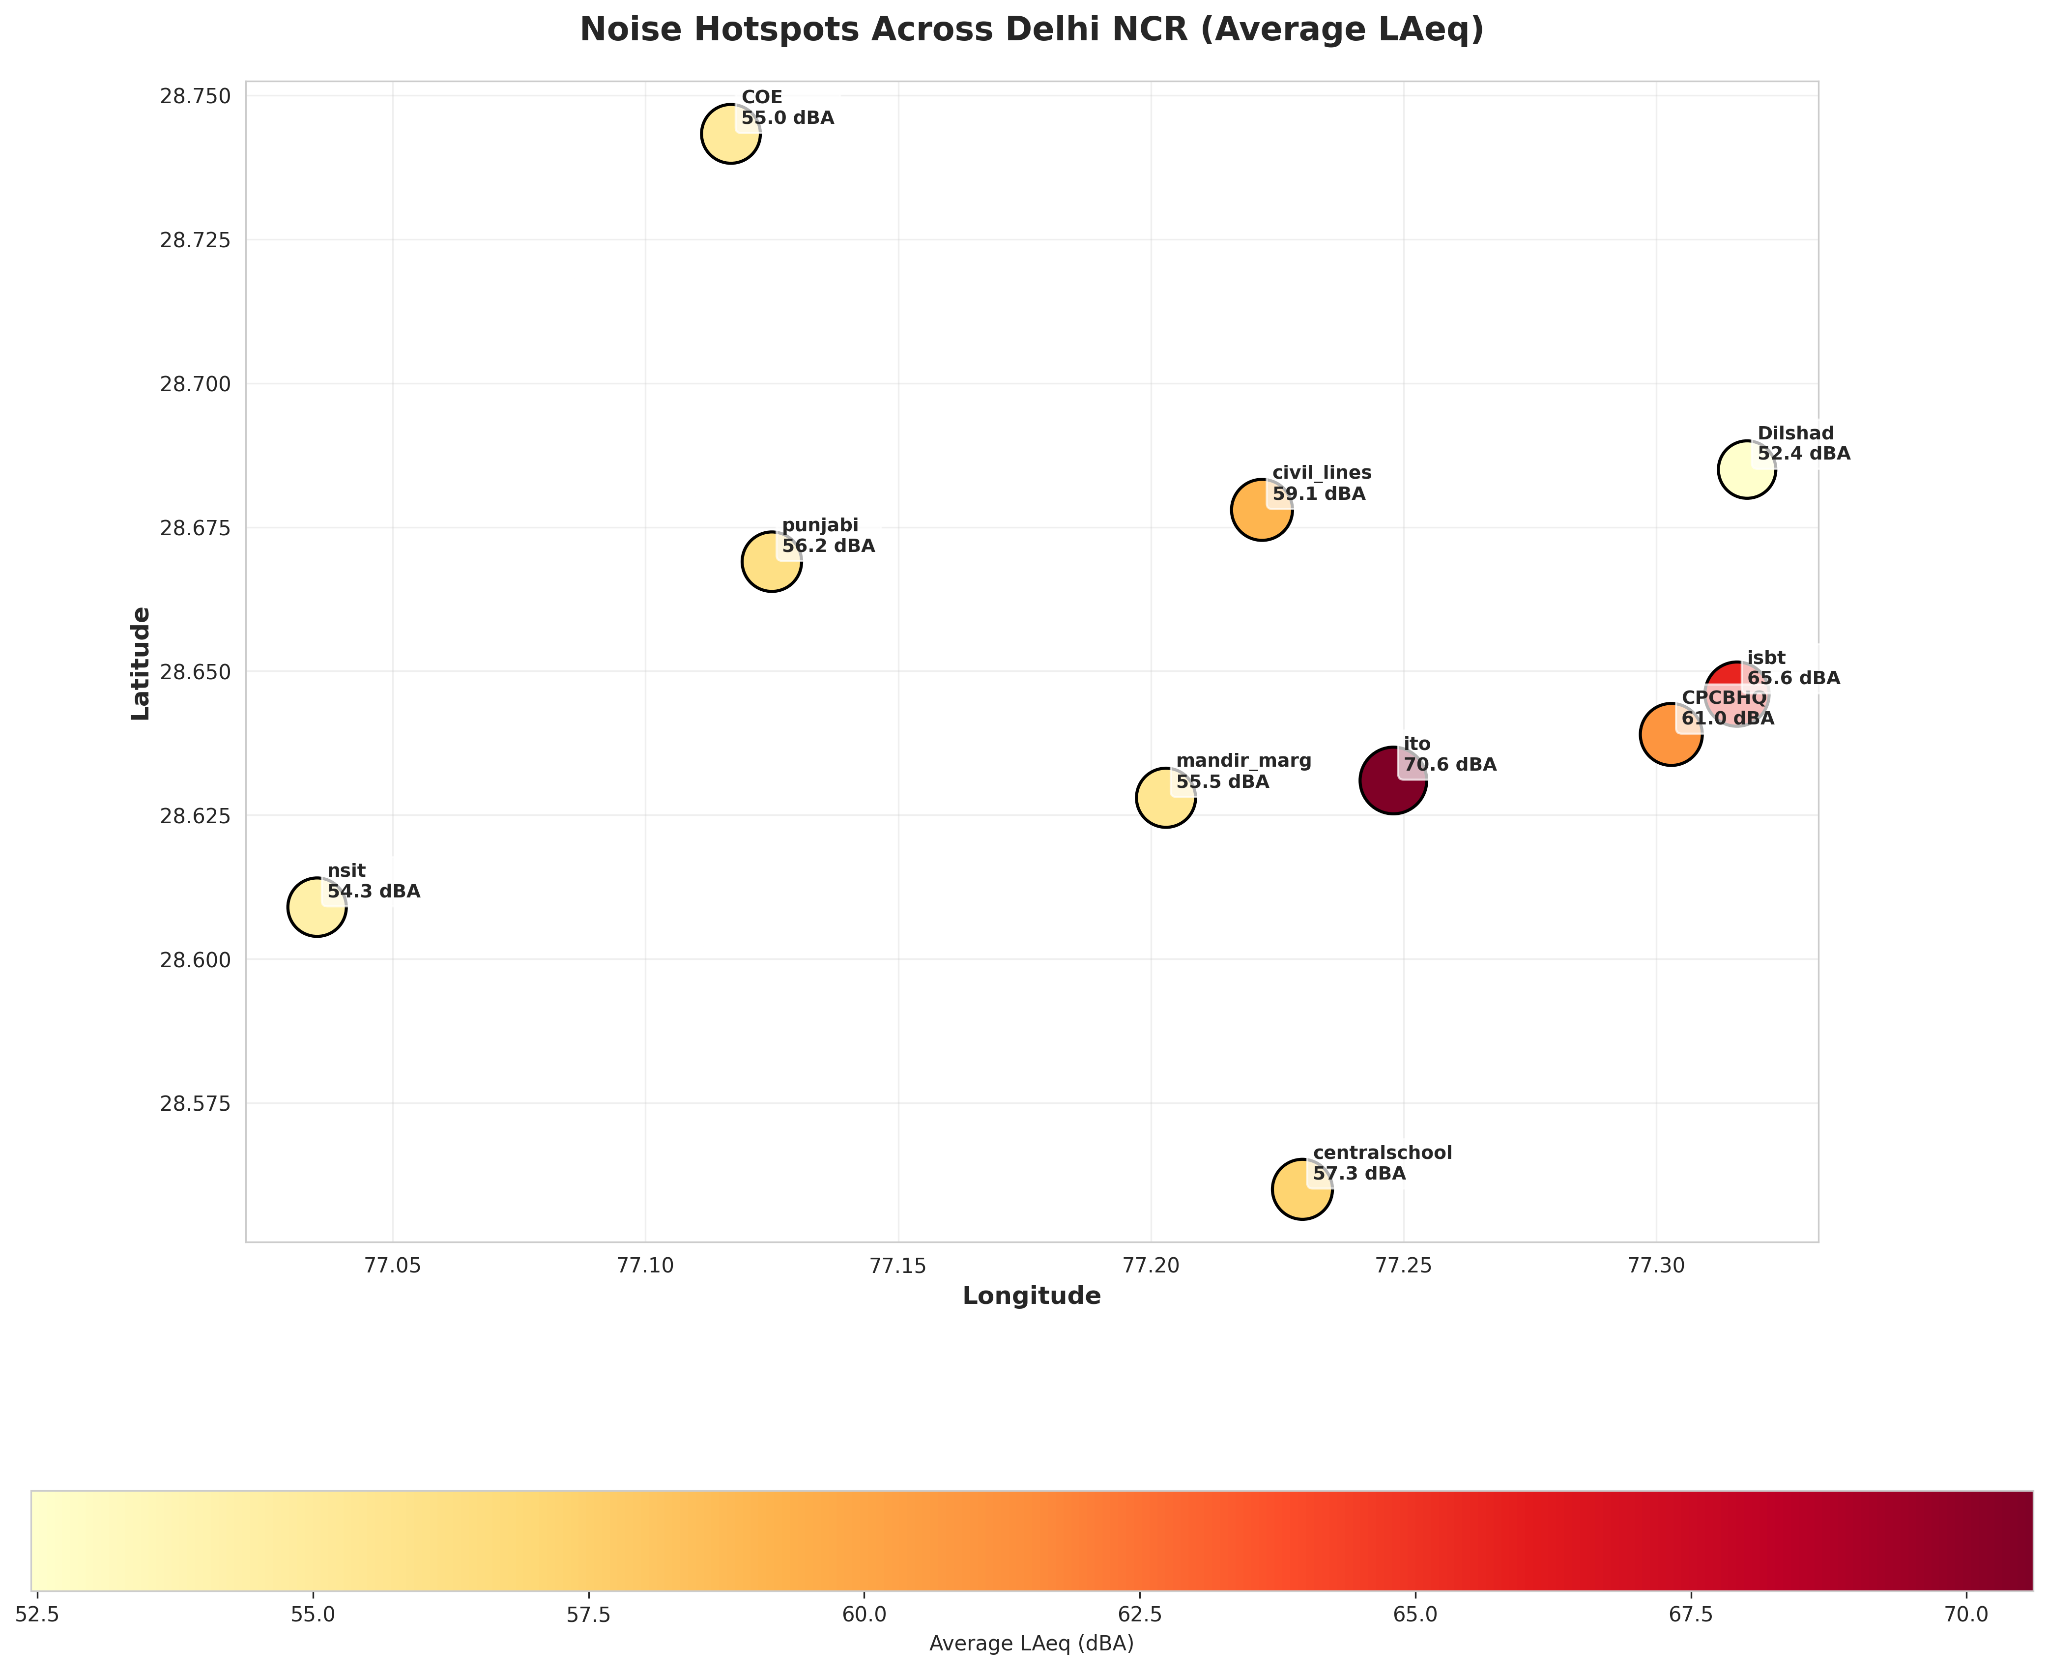 Noise Hotspots Across Delhi NCR (Average LAeq)
28.750
28.725
28.700
28.675
28.650
28.625
28.600
28.575
Latitude
COE
55.0 dBA
Dilshad
52.4 dBA
civil_lines
59.1 dBA
punjabi
56.2 dBA
isbt
65.6 dBA
CPCBHQ
61.0 dBA
ito
70.6 dBA
mandir_marg
55.5 dBA
nsit
54.3 dBA
centralschool
57.3 dBA
77.05
77.10
77.15
77.20
77.25
77.30
Longitude
52.5
55.0
57.5
60.0
62.5
65.0
67.5
70.0
Average LAeq (dBA)